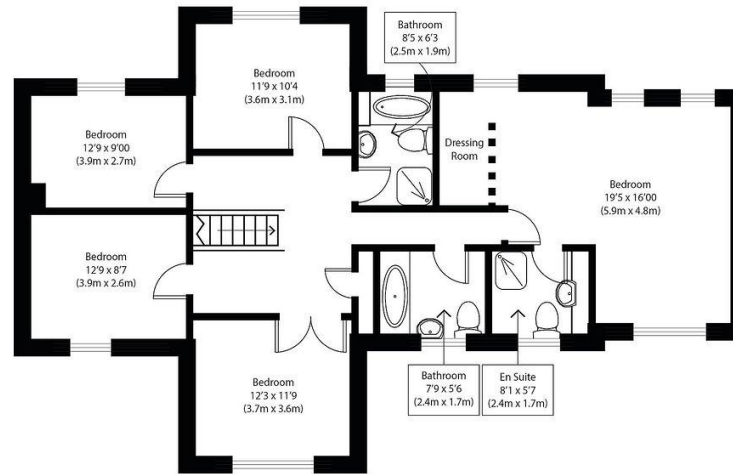 Bathroom
8'5 x 6'3
(2.5m x 1.9m)
Bedroom
11'9 x 10'4
(3.6m x 3.1m)
Bedroom
12'9 x 9'00
(3.9m x 2.7m)
Dressing
Room
Bedroom
19'5 x 16'00
(5.9m x 4.8m)
Bedroom
12'9 x 8'7
(3.9m x 2.6m)
Bedroom
12'3 x 11'9
(3.7m x 3.6m)
Bathroom
7'9 x 5'6
(2.4m x 1.7m)
En Suite
8'1 x 5'7
(2.4m x 1.7m)